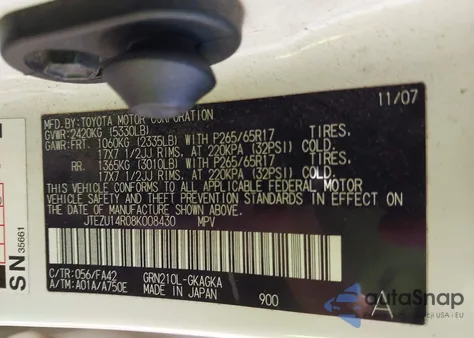 MFD.BY: TOYOTA MOTOR CORPORATION 11/07
GVWR: 2420KG (5330LB)
GAWR: FRT. 1060KG (2335LB) WITH P265/65R17 TIRES.
17X7 1/2JJ RIMS, AT 220KPA (32PSI) COLD.
RR. 1365KG (3010LB) WITH P265/65R17 TIRES.
17X7 1/2JJ RIMS, AT 220KPA (32PSI) COLD.
THIS VEHICLE CONFORMS TO ALL APPLICABLE FEDERAL MOTOR
VEHICLE SAFETY AND THEFT PREVENTION STANDARDS IN EFFECT ON
THE DATE OF MANUFACTURE SHOWN ABOVE.
JTEZU14R08K008430 MPV
C/TR: 056/FA42 GRN210L-GKAGKA
A/TM: A01A/A750E MADE IN JAPAN 900 A
SN 35661
autoSnap